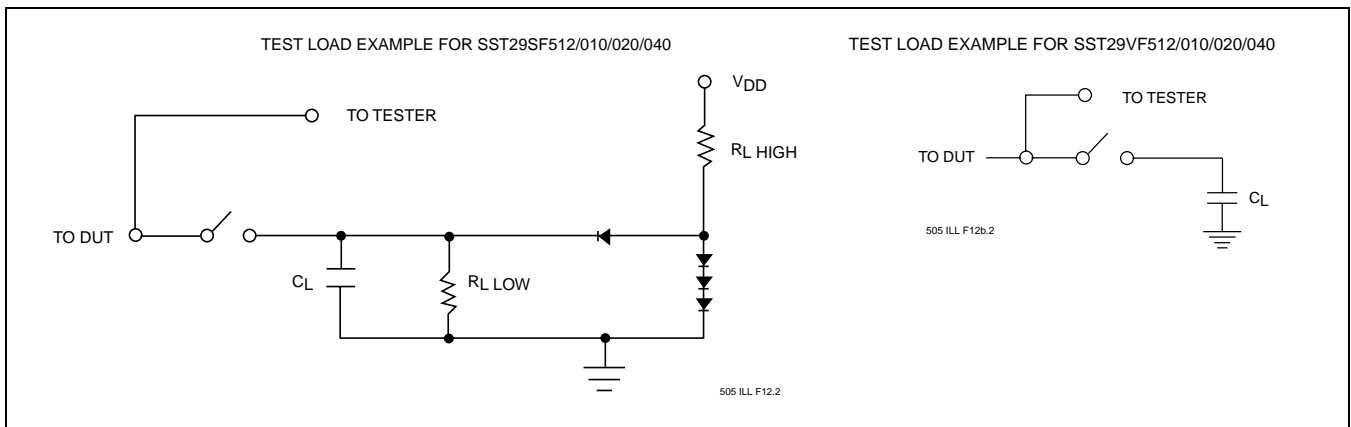 TEST LOAD EXAMPLE FOR SST29SF512/010/020/040
VDD
TO TESTER
RL HIGH
TO DUT
CL
RL LOW
505 ILL F12.2
TEST LOAD EXAMPLE FOR SST29VF512/010/020/040
TO TESTER
TO DUT
CL
505 ILL F12b.2